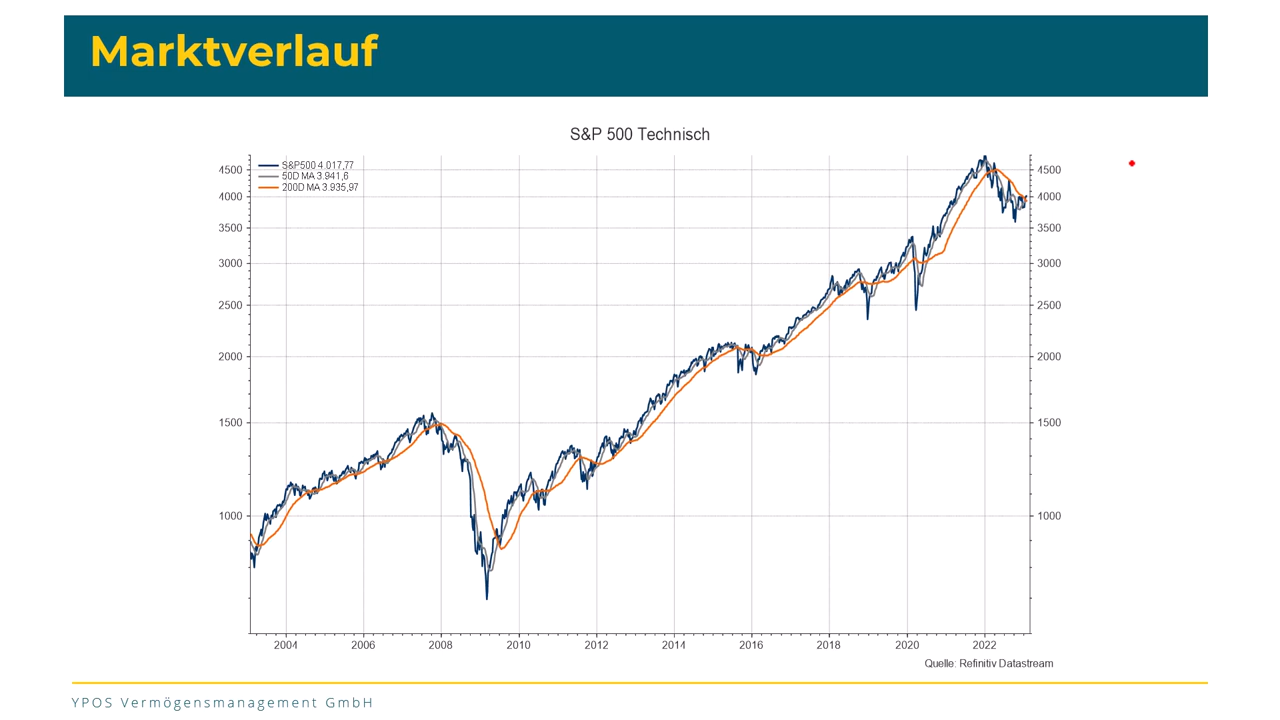 Marktverlauf
S&P 500 Technisch
S&P500 4.017,77
50D MA 3.941,6
200D MA 3.935,97
4500 4500
4000 4000
3500 3500
3000 3000
2500 2500
2000 2000
1500 1500
1000 1000
2004 2006 2008 2010 2012 2014 2016 2018 2020 2022
Quelle: Refinitiv Datastream
YPOS Vermögensmanagement GmbH